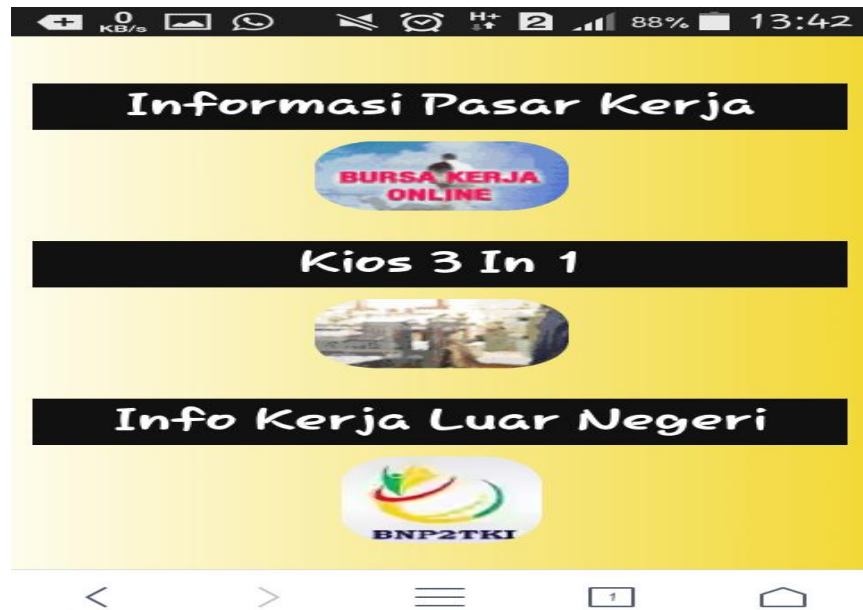 0
KB/s
H+
2
88%
13:42
Informasi Pasar Kerja
BURSA KERJA
ONLINE
Kios 3 In 1
Info Kerja Luar Negeri
BNP2TKI
1